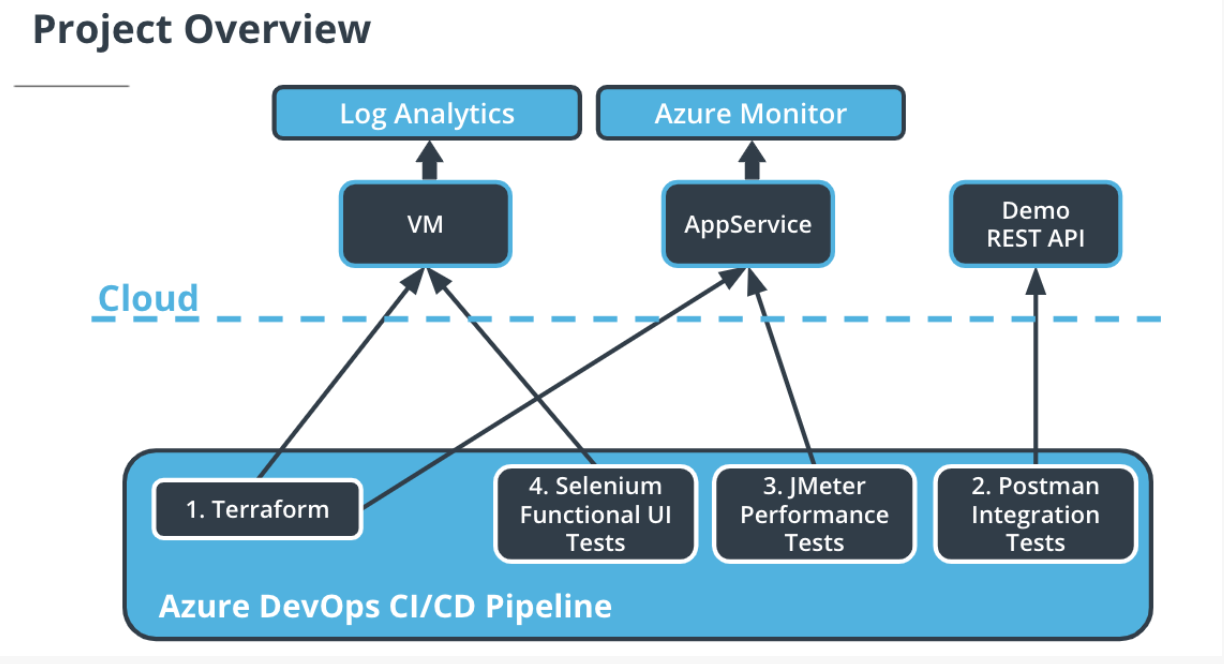 Project Overview
Log Analytics
Azure Monitor
VM
AppService
Demo
REST API
Cloud
1. Terraform
4. Selenium
Functional UI
Tests
3. JMeter
Performance
Tests
2. Postman
Integration
Tests
Azure DevOps CI/CD Pipeline